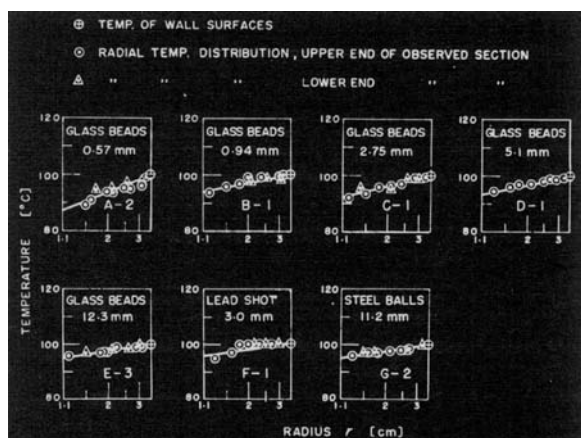 ⊕ TEMP. OF WALL SURFACES
⊙ RADIAL TEMP. DISTRIBUTION, UPPER END OF OBSERVED SECTION
" " " LOWER END " "
120 120 120 120
GLASS BEADS GLASS BEADS GLASS BEADS GLASS BEADS
0.57 mm 0.94 mm 2.75 mm 5.1 mm
100 100 100 100
A-2 B-1 C-1 D-1
80 80 80 80
1·1 2 3 1·1 2 3 1·1 2 3 1·1 2 3
TEMPERATURE [°C]
120 120 120
GLASS BEADS LEAD SHOT STEEL BALLS
12.3 mm 3.0 mm 11.2 mm
100 100 100
E-3 F-1 G-2
80 80 80
1·1 2 3 1·1 2 3 1·1 2 3
RADIUS r [cm]